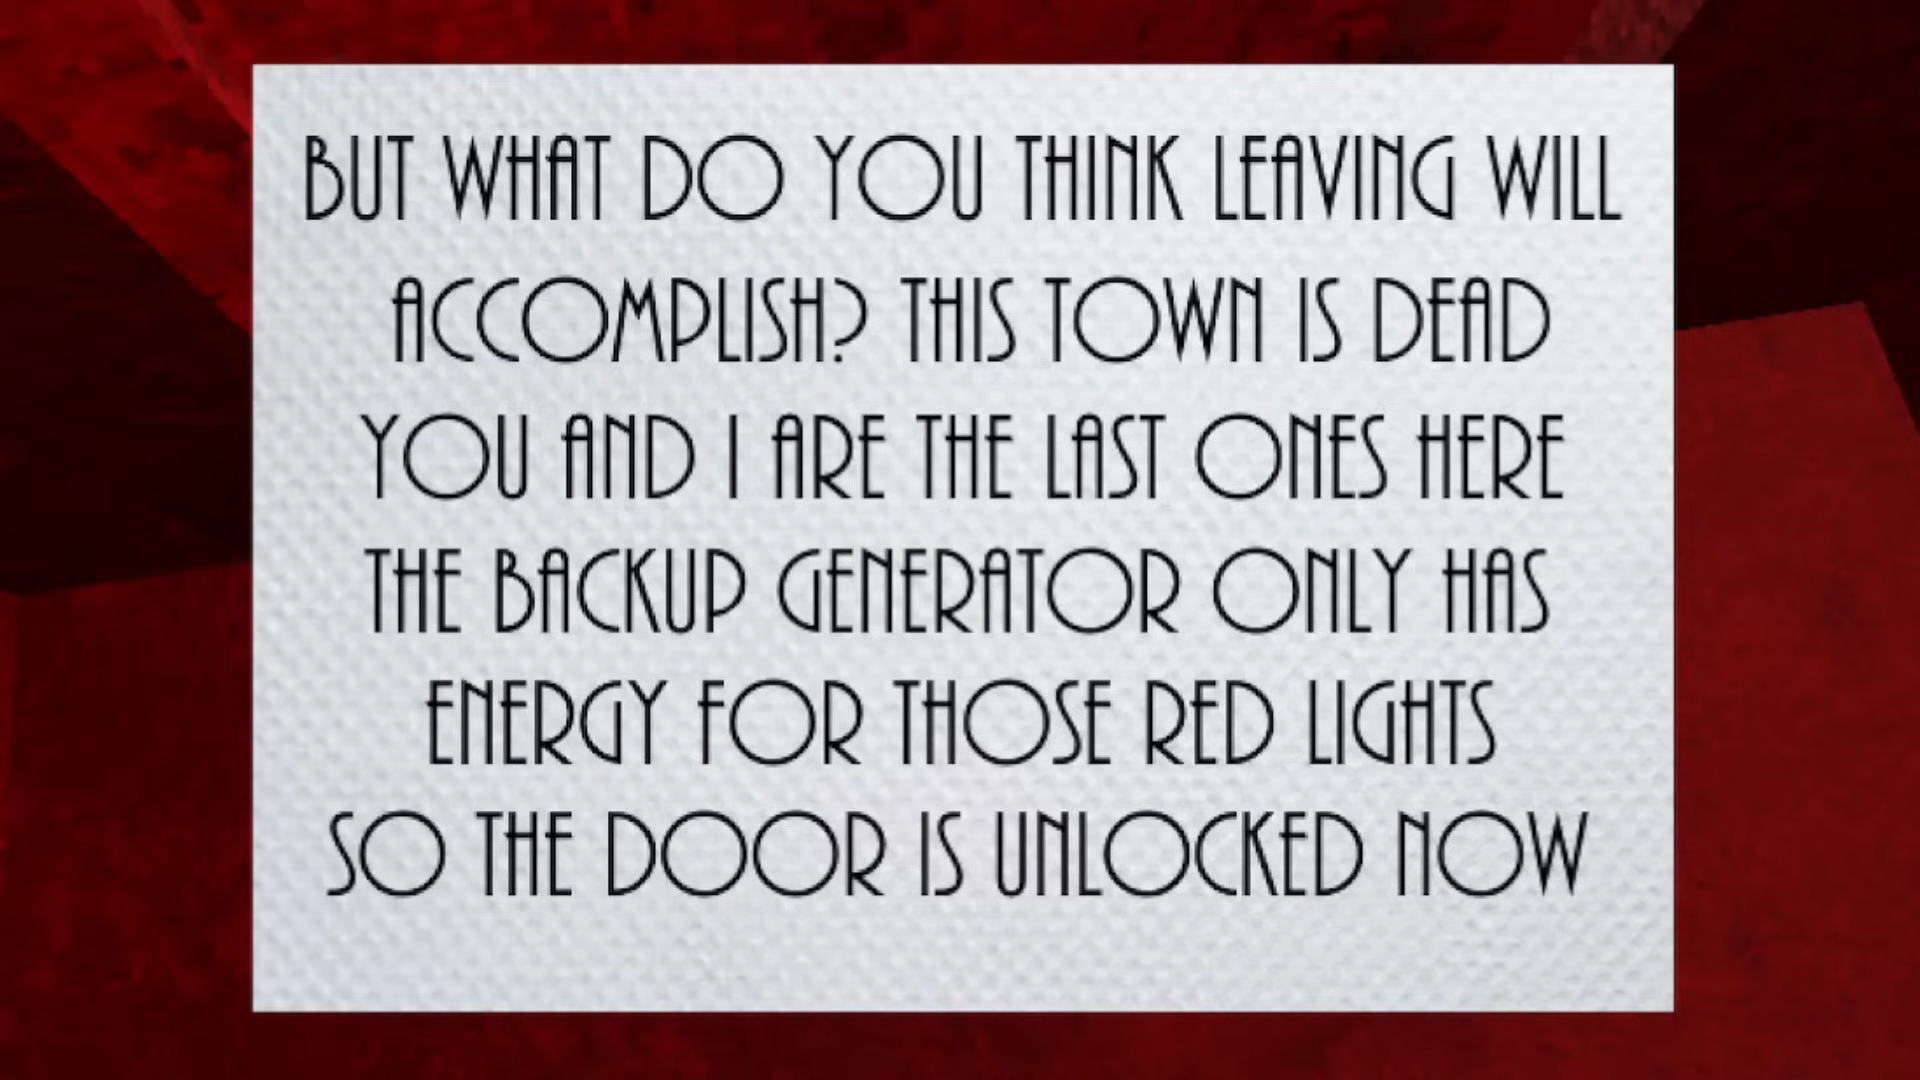 BUT WHAT DO YOU THINK LEAVING WILL
ACCOMPLISH? THIS TOWN IS DEAD
YOU AND I ARE THE LAST ONES HERE
THE BACKUP GENERATOR ONLY HAS
ENERGY FOR THOSE RED LIGHTS
SO THE DOOR IS UNLOCKED NOW